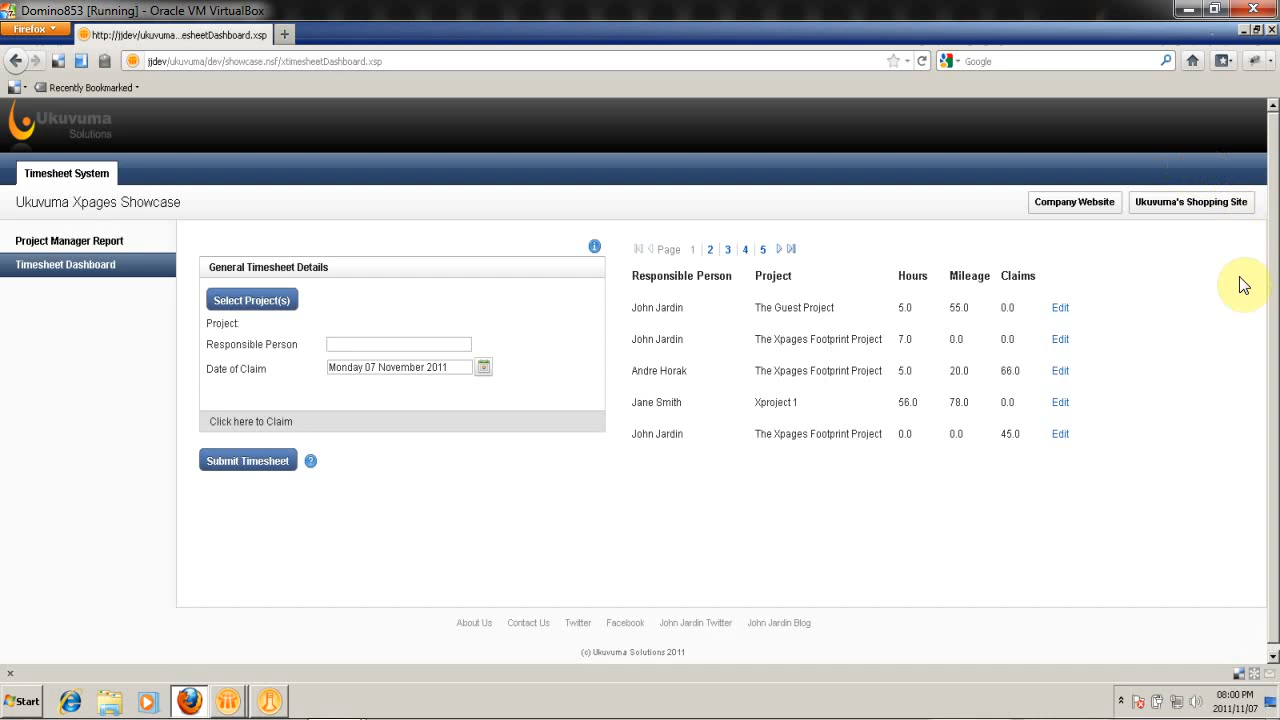 Domino853 [Running] - Oracle VM VirtualBox
Firefox
http://jjdev/ukuvuma...esheetDashboard.xsp
jjdev/ukuvuma/dev/showcase.nsf/xtimesheetDashboard.xsp
Google
Recently Bookmarked
Ukuvuma
Solutions
Timesheet System
Ukuvuma Xpages Showcase
Company Website
Ukuvuma's Shopping Site
Project Manager Report
Timesheet Dashboard
General Timesheet Details
Select Project(s)
Project:
Responsible Person
Date of Claim Monday 07 November 2011
Click here to Claim
Submit Timesheet
Page 1 2 3 4 5
Responsible Person Project Hours Mileage Claims
John Jardin The Guest Project 5.0 55.0 0.0 Edit
John Jardin The Xpages Footprint Project 7.0 0.0 0.0 Edit
Andre Horak The Xpages Footprint Project 5.0 20.0 66.0 Edit
Jane Smith Xproject 1 56.0 78.0 0.0 Edit
John Jardin The Xpages Footprint Project 0.0 0.0 45.0 Edit
About Us Contact Us Twitter Facebook John Jardin Twitter John Jardin Blog
(c) Ukuvuma Solutions 2011
Start
08:00 PM
2011/11/07